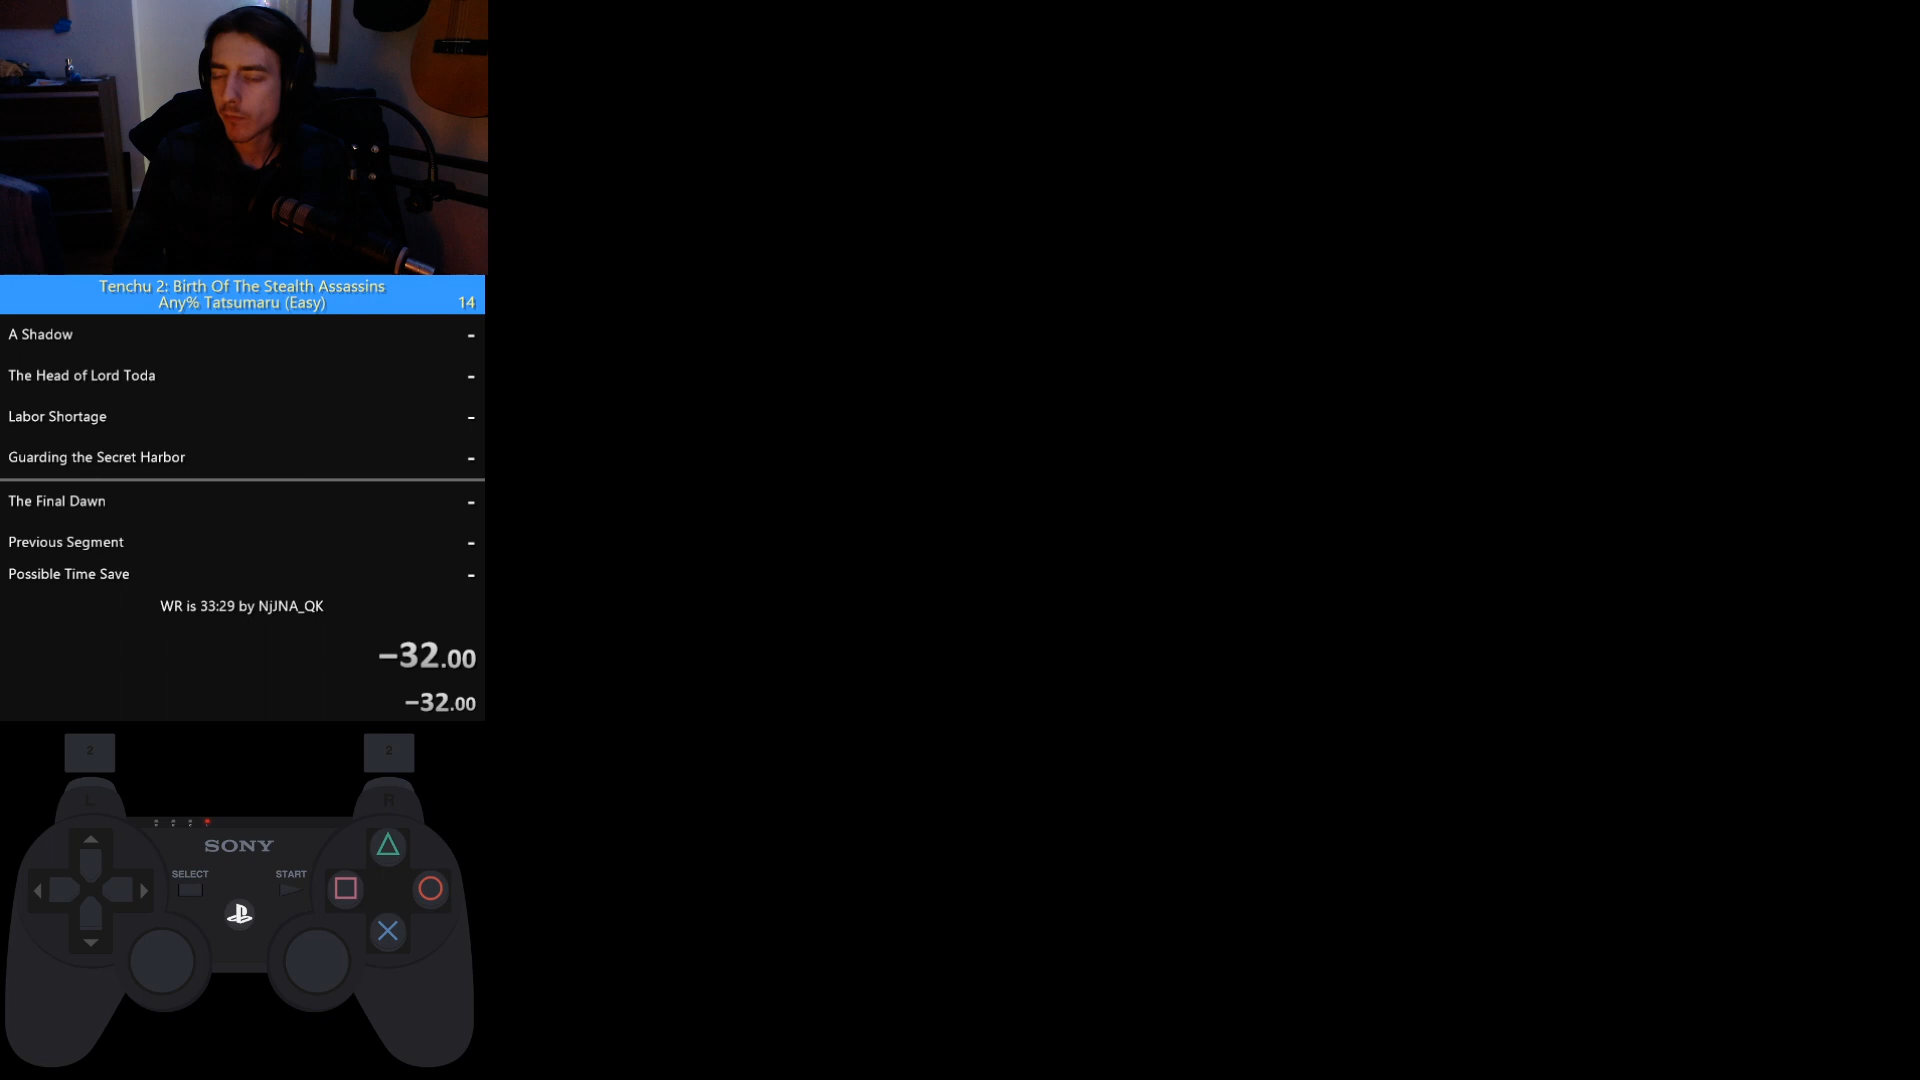 Tenchu 2: Birth Of The Stealth Assassins
Any% Tatsumaru (Easy) 14
A Shadow -
The Head of Lord Toda -
Labor Shortage -
Guarding the Secret Harbor -
The Final Dawn -
Previous Segment -
Possible Time Save -
WR is 33:29 by NjJNA_QK
−32.00
−32.00
2 2
L R
SONY
SELECT START